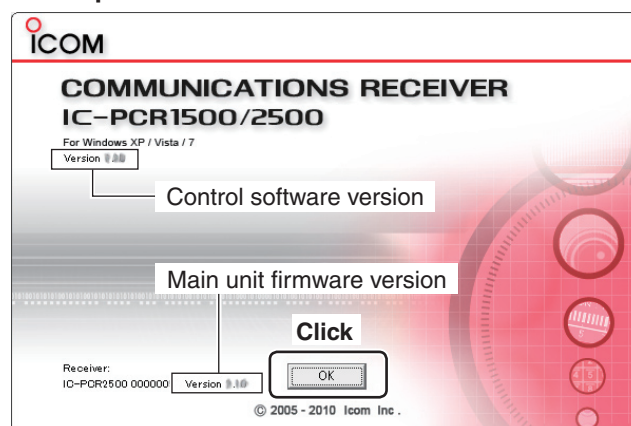 ICOM
COMMUNICATIONS RECEIVER
IC-PCR1500/2500
For Windows XP / Vista / 7
Version
Control software version
Main unit firmware version
Click
Receiver:
IC-PCR2500 000000 Version
OK
© 2005 - 2010 Icom Inc.